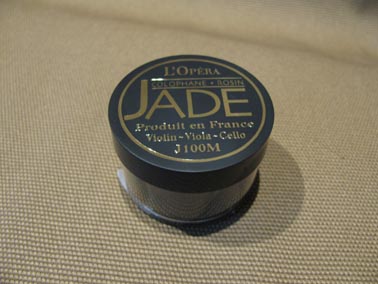 L'OPÉRA
COLOPHANE • ROSIN
JADE
Produit en France
Violin~Viola~Cello
J100M